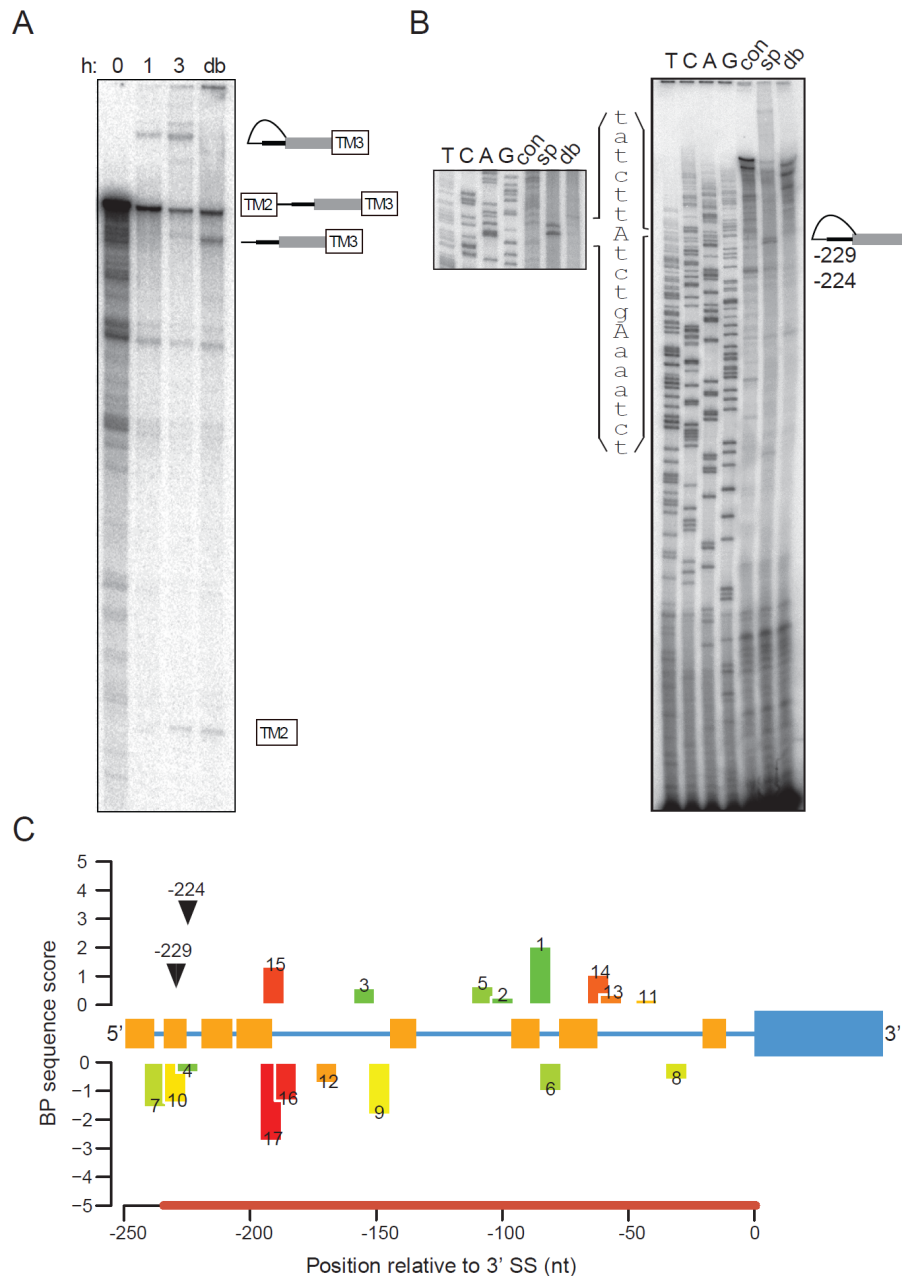 A
h: 0 1 3 db
TM3
TM2 TM3
TM3
TM2
B
T C A G con sp db
T C A G con sp db
t
a
t
c
t
t
A
t
c
t
g
A
a
a
a
t
c
t
-229
-224
C
5
4
3
2
1
0
BP sequence score
-224
-229
15
3
5
2
1
14
13
11
5’
3’
0
−1
−2
−3
−4
−5
7
10
4
17
16
12
9
6
8
−250
−200
−150
−100
−50
0
Position relative to 3’ SS (nt)